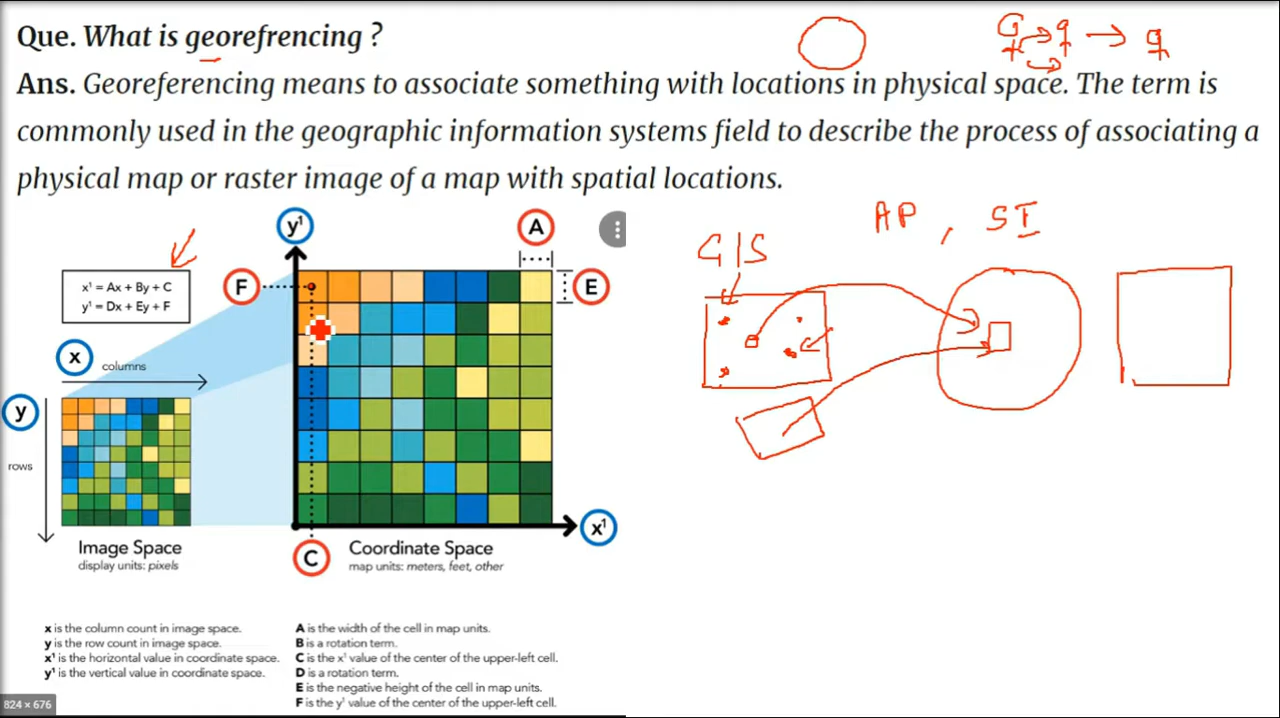 Que. What is georefrencing ?
Ans. Georeferencing means to associate something with locations in physical space. The term is
commonly used in the geographic information systems field to describe the process of associating a
physical map or raster image of a map with spatial locations.
AP, SI
GIS
y¹
A
F
E
x¹ = Ax + By + C
y¹ = Dx + Ey + F
x
columns
y
rows
x¹
C
Image Space
display units: pixels
Coordinate Space
map units: meters, feet, other
x is the column count in image space.
y is the row count in image space.
x¹ is the horizontal value in coordinate space.
y¹ is the vertical value in coordinate space.
A is the width of the cell in map units.
B is a rotation term.
C is the x¹ value of the center of the upper-left cell.
D is a rotation term.
E is the negative height of the cell in map units.
F is the y¹ value of the center of the upper-left cell.
824 × 676